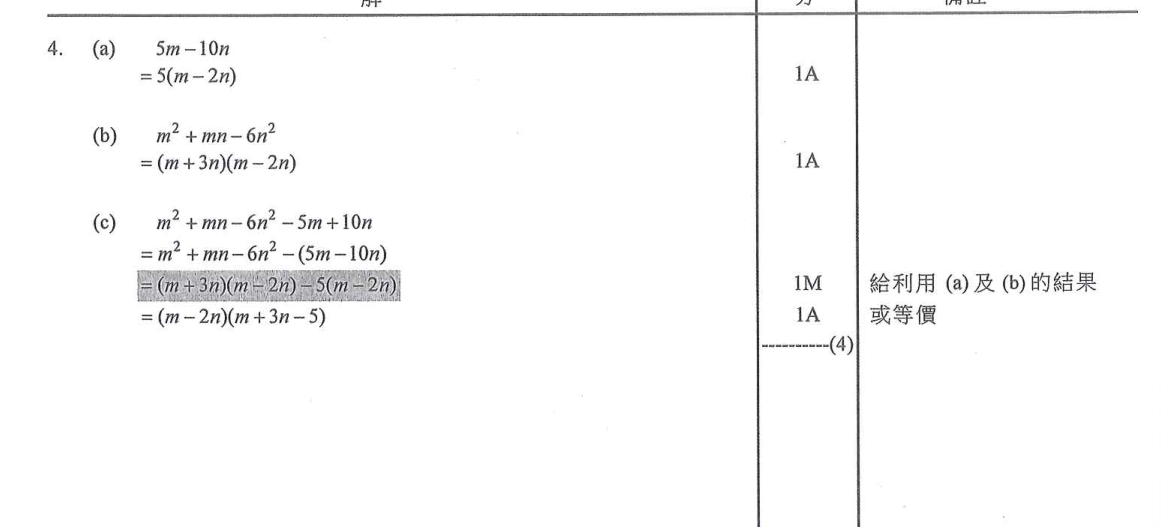 4. (a) 5m – 10n
= 5(m – 2n) 1A
(b) m² + mn – 6n²
= (m + 3n)(m – 2n) 1A
(c) m² + mn – 6n² – 5m + 10n
= m² + mn – 6n² – (5m – 10n)
= (m + 3n)(m – 2n) – 5(m – 2n) 1M 給利用 (a) 及 (b) 的結果
= (m – 2n)(m + 3n – 5) 1A 或等價
----------(4)